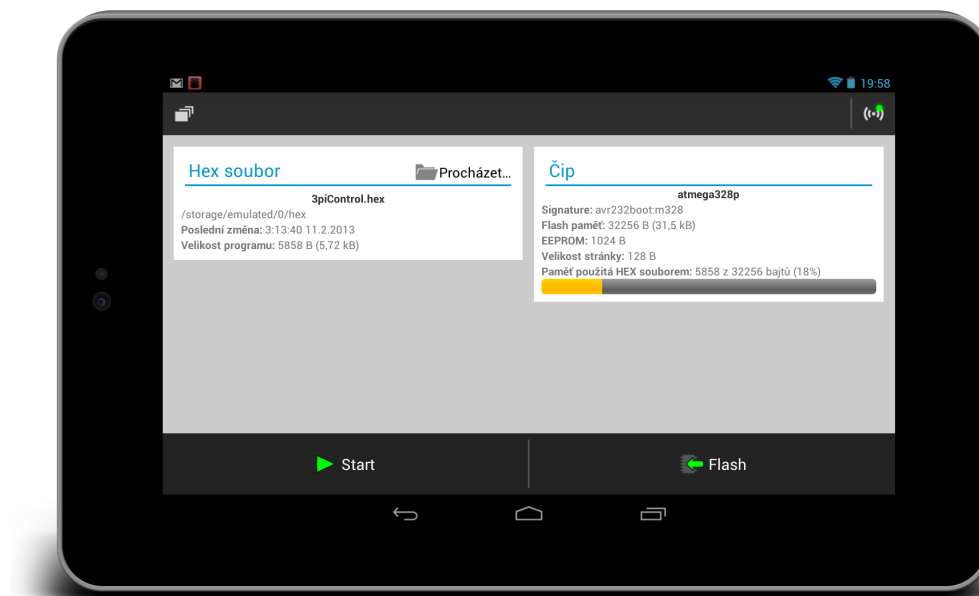 19:58
Hex soubor
Procházet...
3piControl.hex
/storage/emulated/0/hex
Poslední změna: 3:13:40 11.2.2013
Velikost programu: 5858 B (5,72 kB)
Čip
atmega328p
Signature: avr232boot:m328
Flash paměť: 32256 B (31,5 kB)
EEPROM: 1024 B
Velikost stránky: 128 B
Paměť použitá HEX souborem: 5858 z 32256 bajtů (18%)
Start
Flash